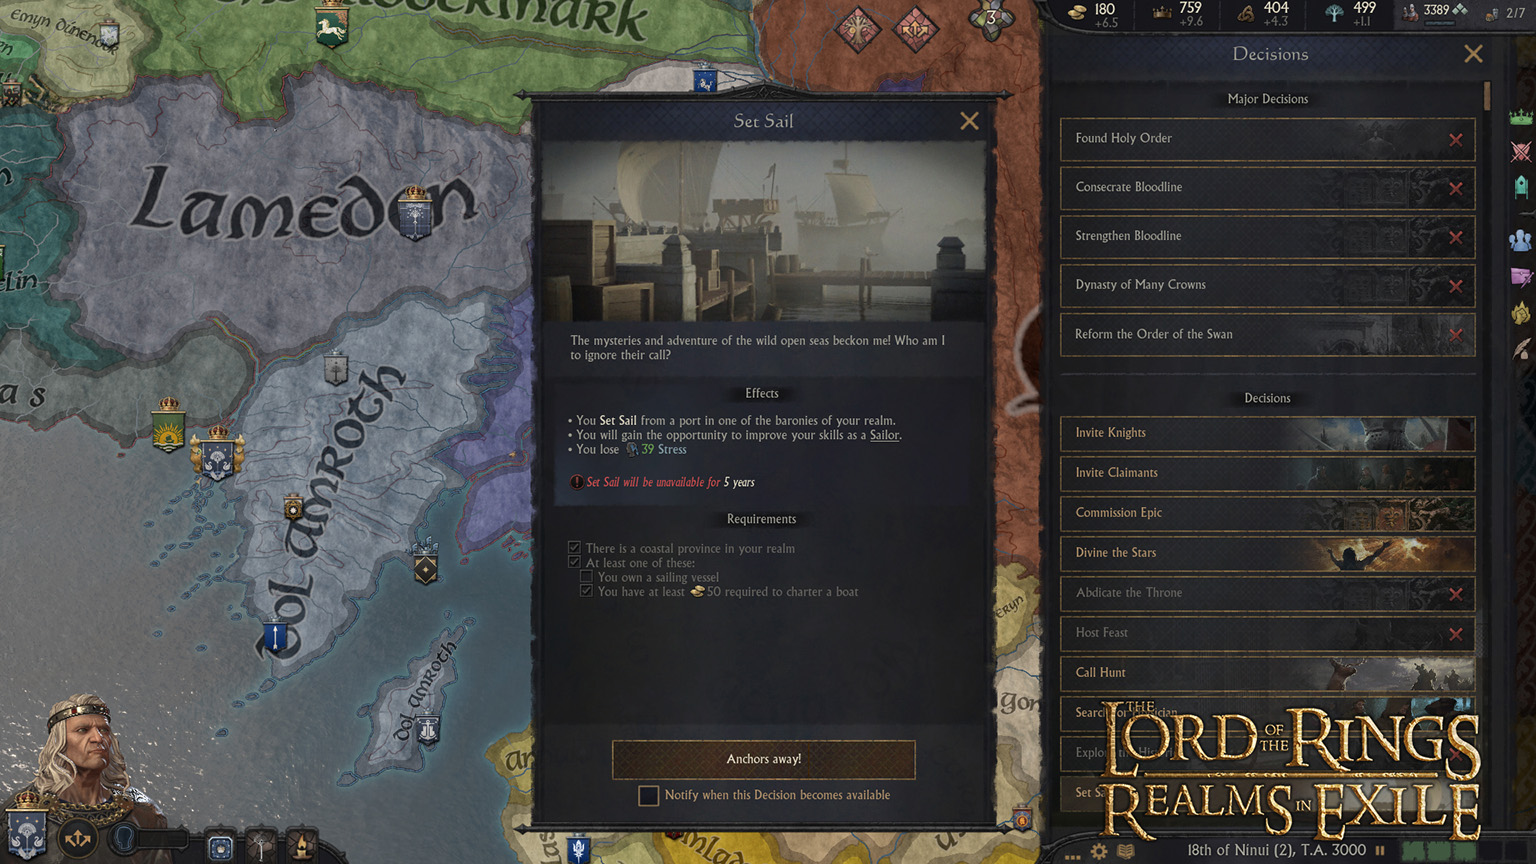 Emyn Dunenor
3
180
+6.5
759
+9.6
404
+4.3
499
+1.1
3389
2/7
Lamedon
elin
as
Dol Amroth
Dol Amroth
eryn
Gon
Set Sail
The mysteries and adventure of the wild open seas beckon me! Who am I
to ignore their call?
Effects
• You Set Sail from a port in one of the baronies of your realm.
• You will gain the opportunity to improve your skills as a Sailor.
• You lose 39 Stress
Set Sail will be unavailable for 5 years
Requirements
There is a coastal province in your realm
At least one of these:
You own a sailing vessel
You have at least 50 required to charter a boat
Anchors away!
Notify when this Decision becomes available
Decisions
Major Decisions
Found Holy Order
Consecrate Bloodline
Strengthen Bloodline
Dynasty of Many Crowns
Reform the Order of the Swan
Decisions
Invite Knights
Invite Claimants
Commission Epic
Divine the Stars
Abdicate the Throne
Host Feast
Call Hunt
THE
LORD OF THE RINGS
REALMS IN EXILE
18th of Nínui (2), T.A. 3000